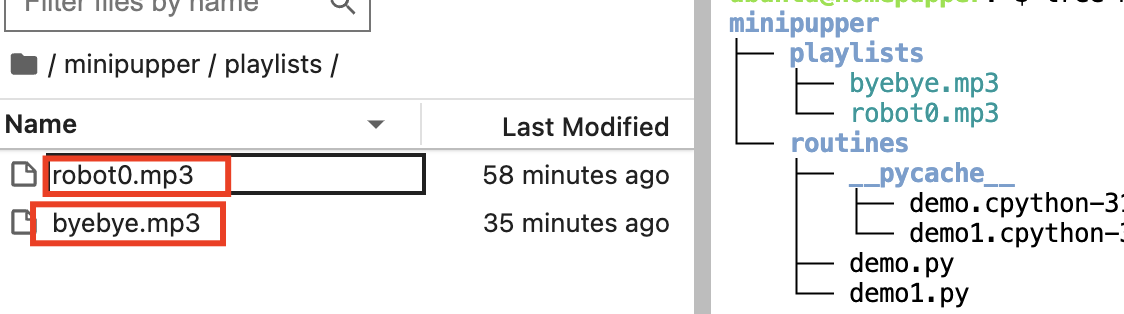 Filter files by name
/ minipupper / playlists /
Name
Last Modified
robot0.mp3
58 minutes ago
byebye.mp3
35 minutes ago
minipupper
playlists
byebye.mp3
robot0.mp3
routines
__pycache__
demo.cpython-31
demo1.cpython-3
demo.py
demo1.py